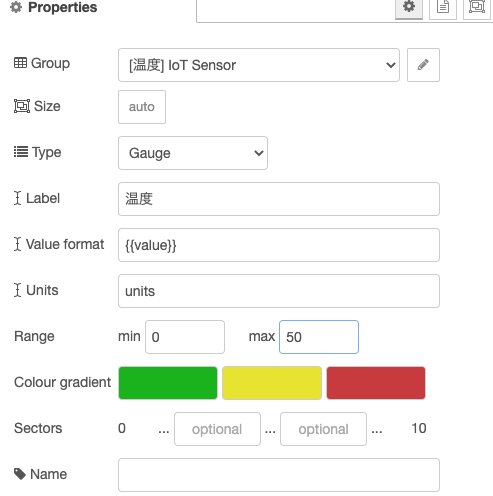 Properties
Group [温度] IoT Sensor
Size auto
Type Gauge
Label 温度
Value format {{value}}
Units units
Range min 0 max 50
Colour gradient
Sectors 0 ... optional ... optional ... 10
Name